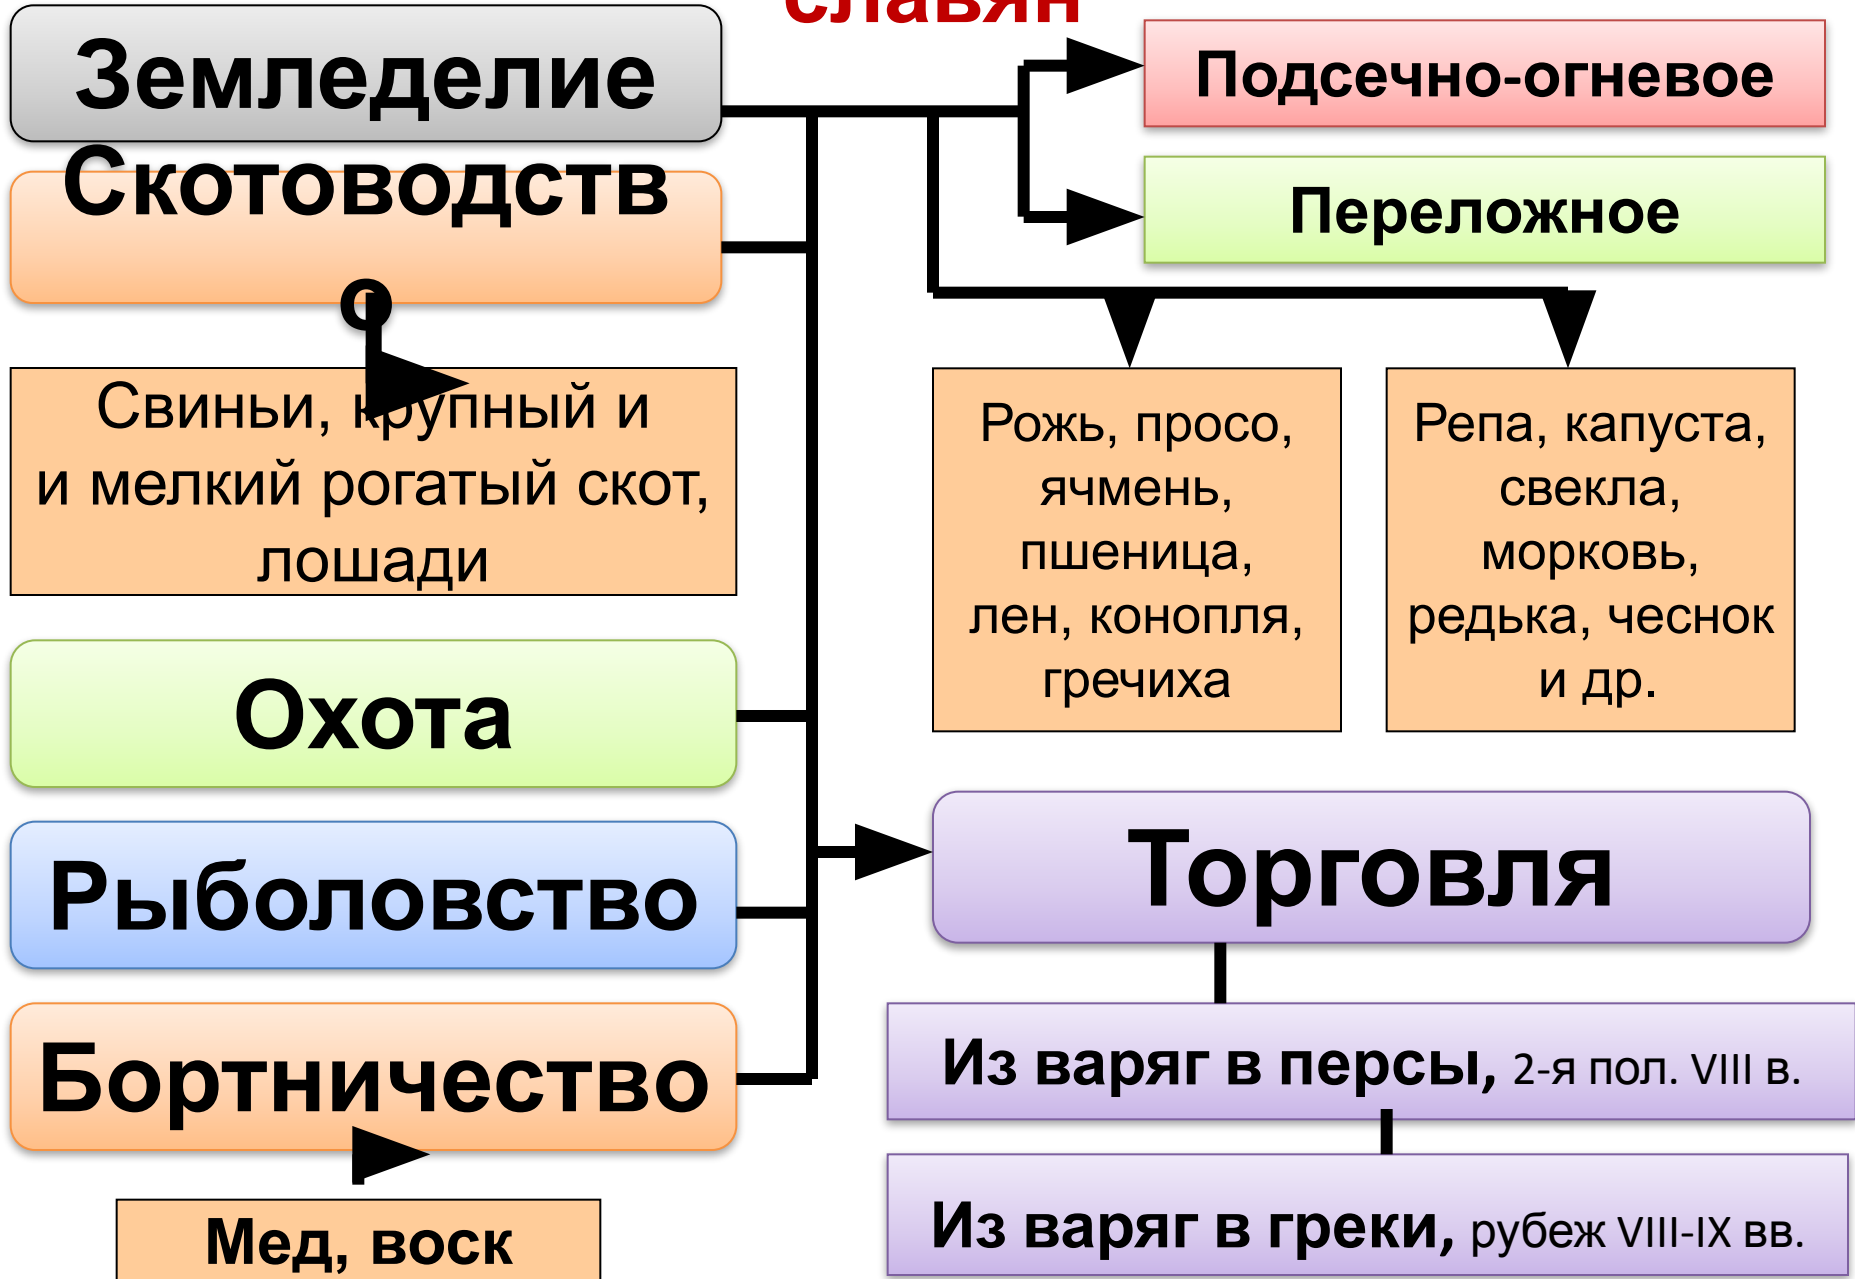 славян
Земледелие
Скотоводств
о
Свиньи, крупный и
и мелкий рогатый скот,
лошади
Охота
Рыболовство
Бортничество
Мед, воск
Подсечно-огневое
Переложное
Рожь, просо,
ячмень,
пшеница,
лен, конопля,
гречиха
Репа, капуста,
свекла,
морковь,
редька, чеснок
и др.
Торговля
Из варяг в персы, 2-я пол. VIII в.
Из варяг в греки, рубеж VIII-IX вв.